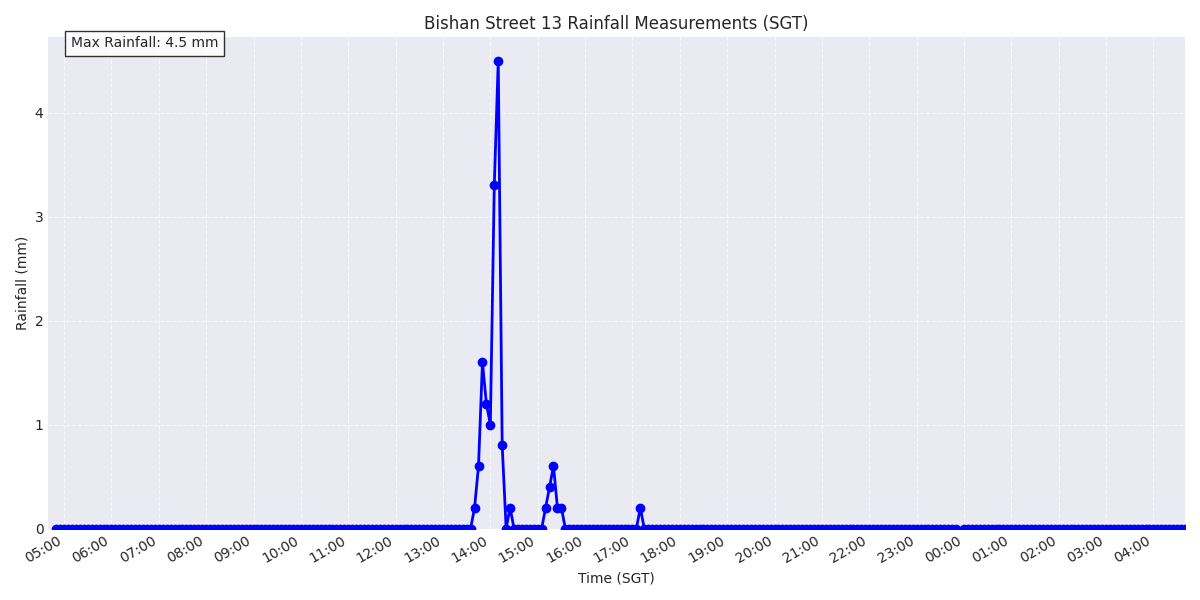 Bishan Street 13 Rainfall Measurements (SGT)
Max Rainfall: 4.5 mm
4
3
2
1
0
Rainfall (mm)
05:00 06:00 07:00 08:00 09:00 10:00 11:00 12:00 13:00 14:00 15:00 16:00 17:00 18:00 19:00 20:00 21:00 22:00 23:00 00:00 01:00 02:00 03:00 04:00
Time (SGT)